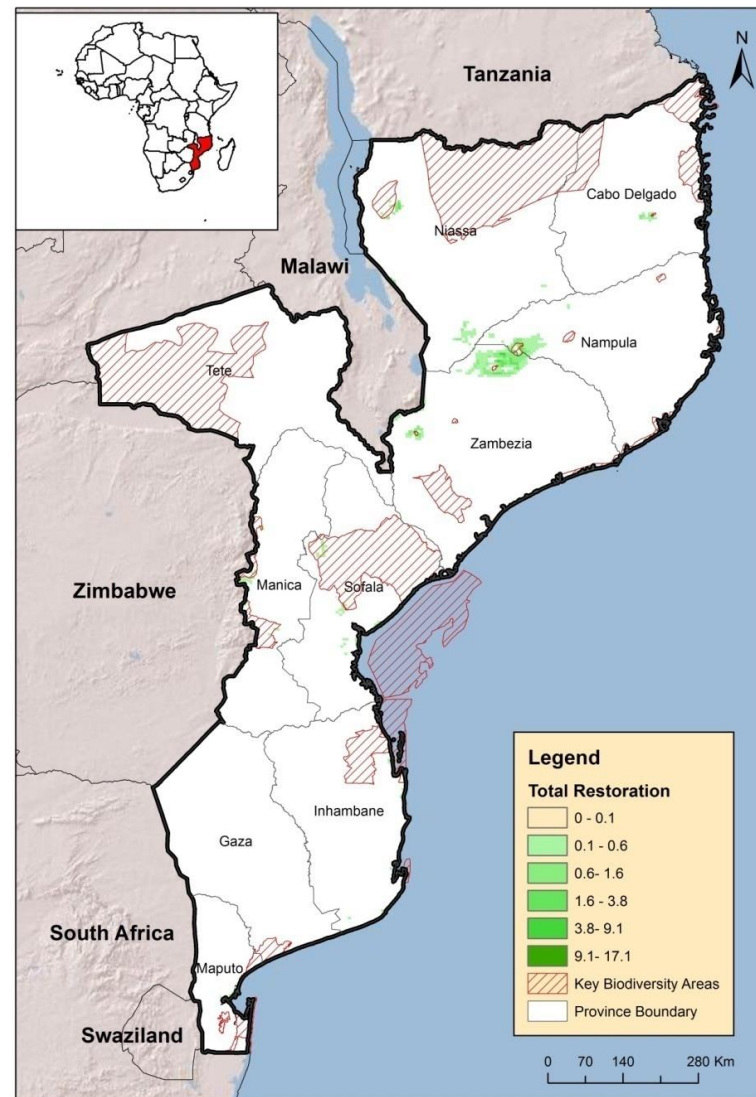 N
Tanzania
Cabo Delgado
Niassa
Malawi
Nampula
Tete
Zambezia
Zimbabwe
Manica
Sofala
Inhambane
Gaza
South Africa
Maputo
Swaziland
Legend
Total Restoration
0 - 0.1
0.1 - 0.6
0.6- 1.6
1.6 - 3.8
3.8- 9.1
9.1- 17.1
Key Biodiversity Areas
Province Boundary
0 70 140 280 Km